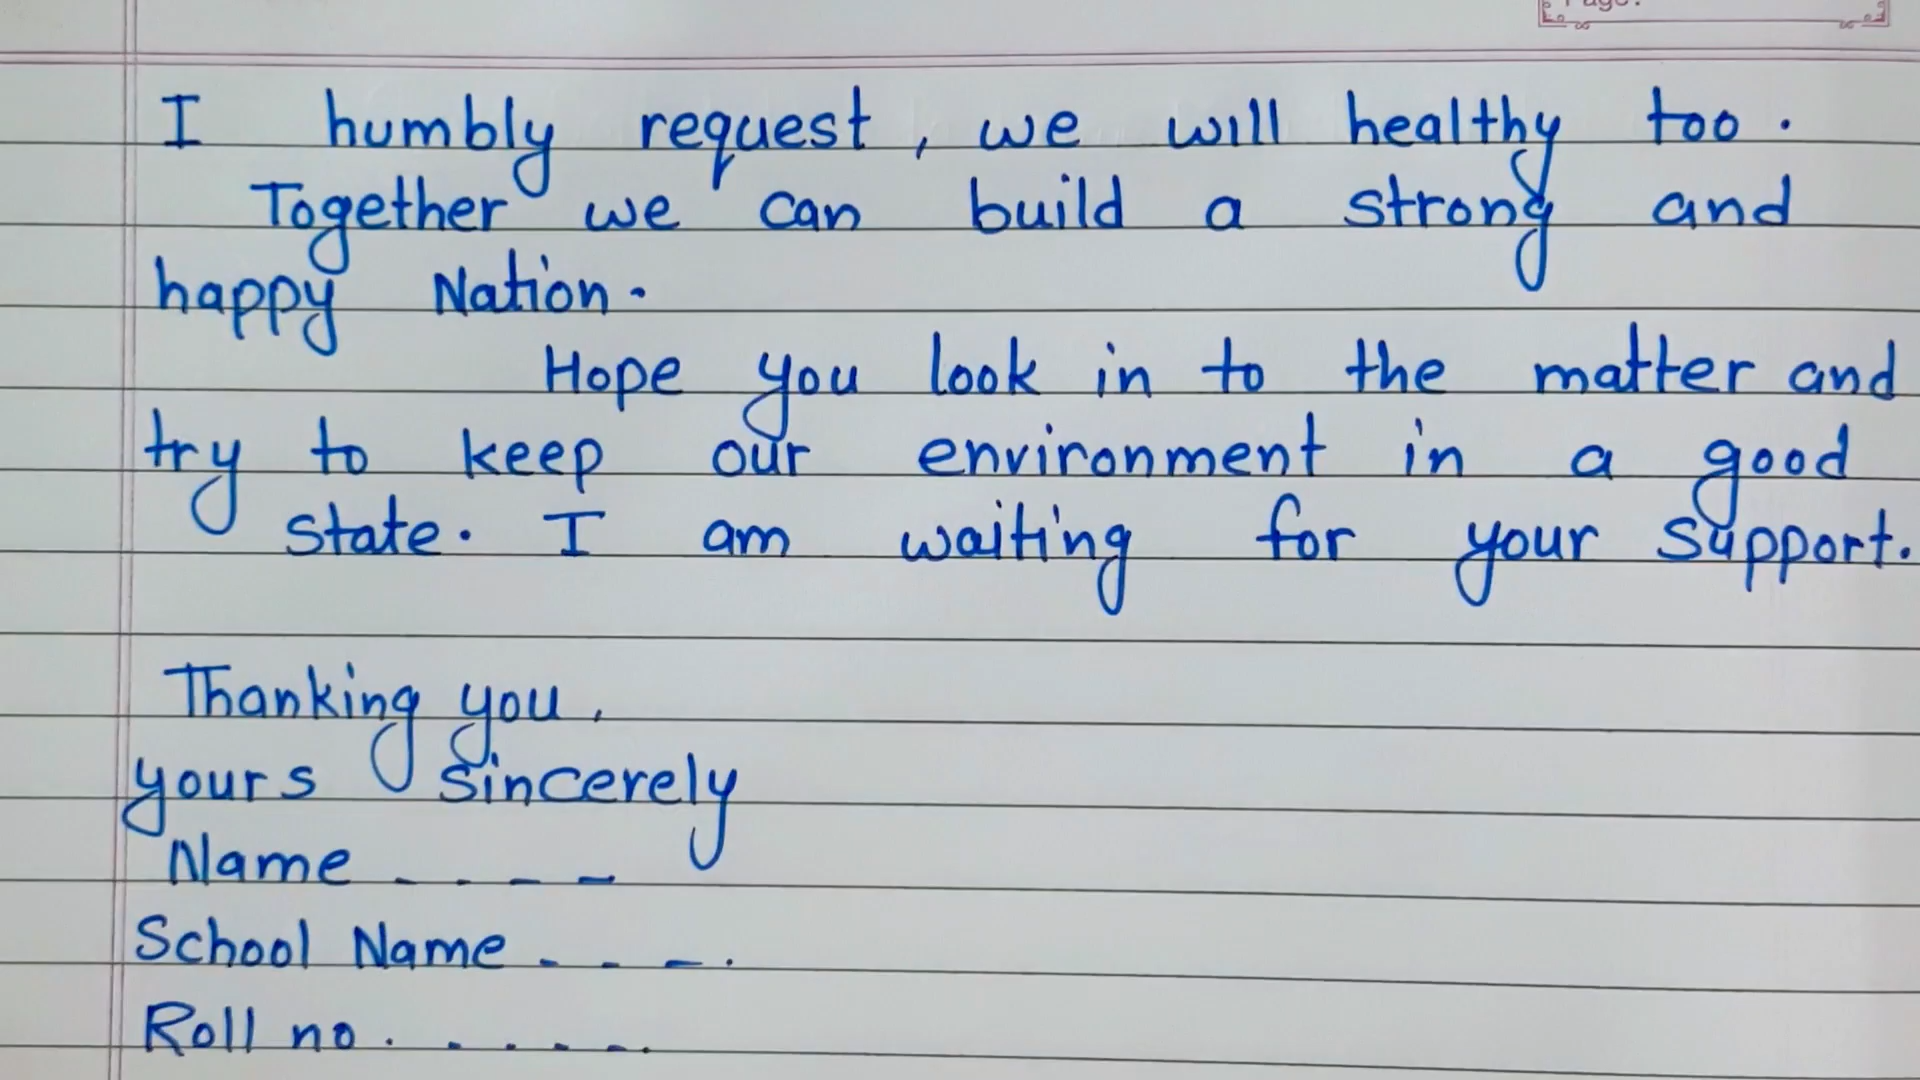 I humbly request, we will healthy too.
Together we can build a strong and
happy Nation.
Hope you look in to the matter and
try to keep our environment in a good
state. I am waiting for your support.
Thanking you,
yours sincerely
Name - - - -
School Name - - - .
Roll no. - - - - -.